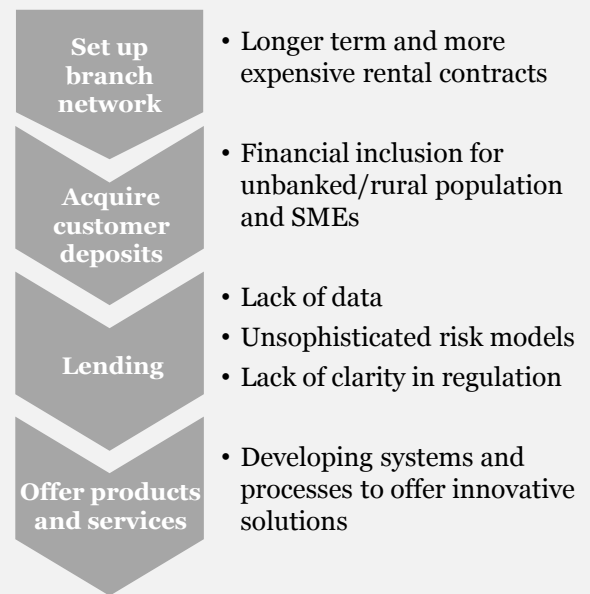 Set up
branch
network
• Longer term and more
expensive rental contracts
Acquire
customer
deposits
• Financial inclusion for
unbanked/rural population
and SMEs
Lending
• Lack of data
• Unsophisticated risk models
• Lack of clarity in regulation
Offer products
and services
• Developing systems and
processes to offer innovative
solutions